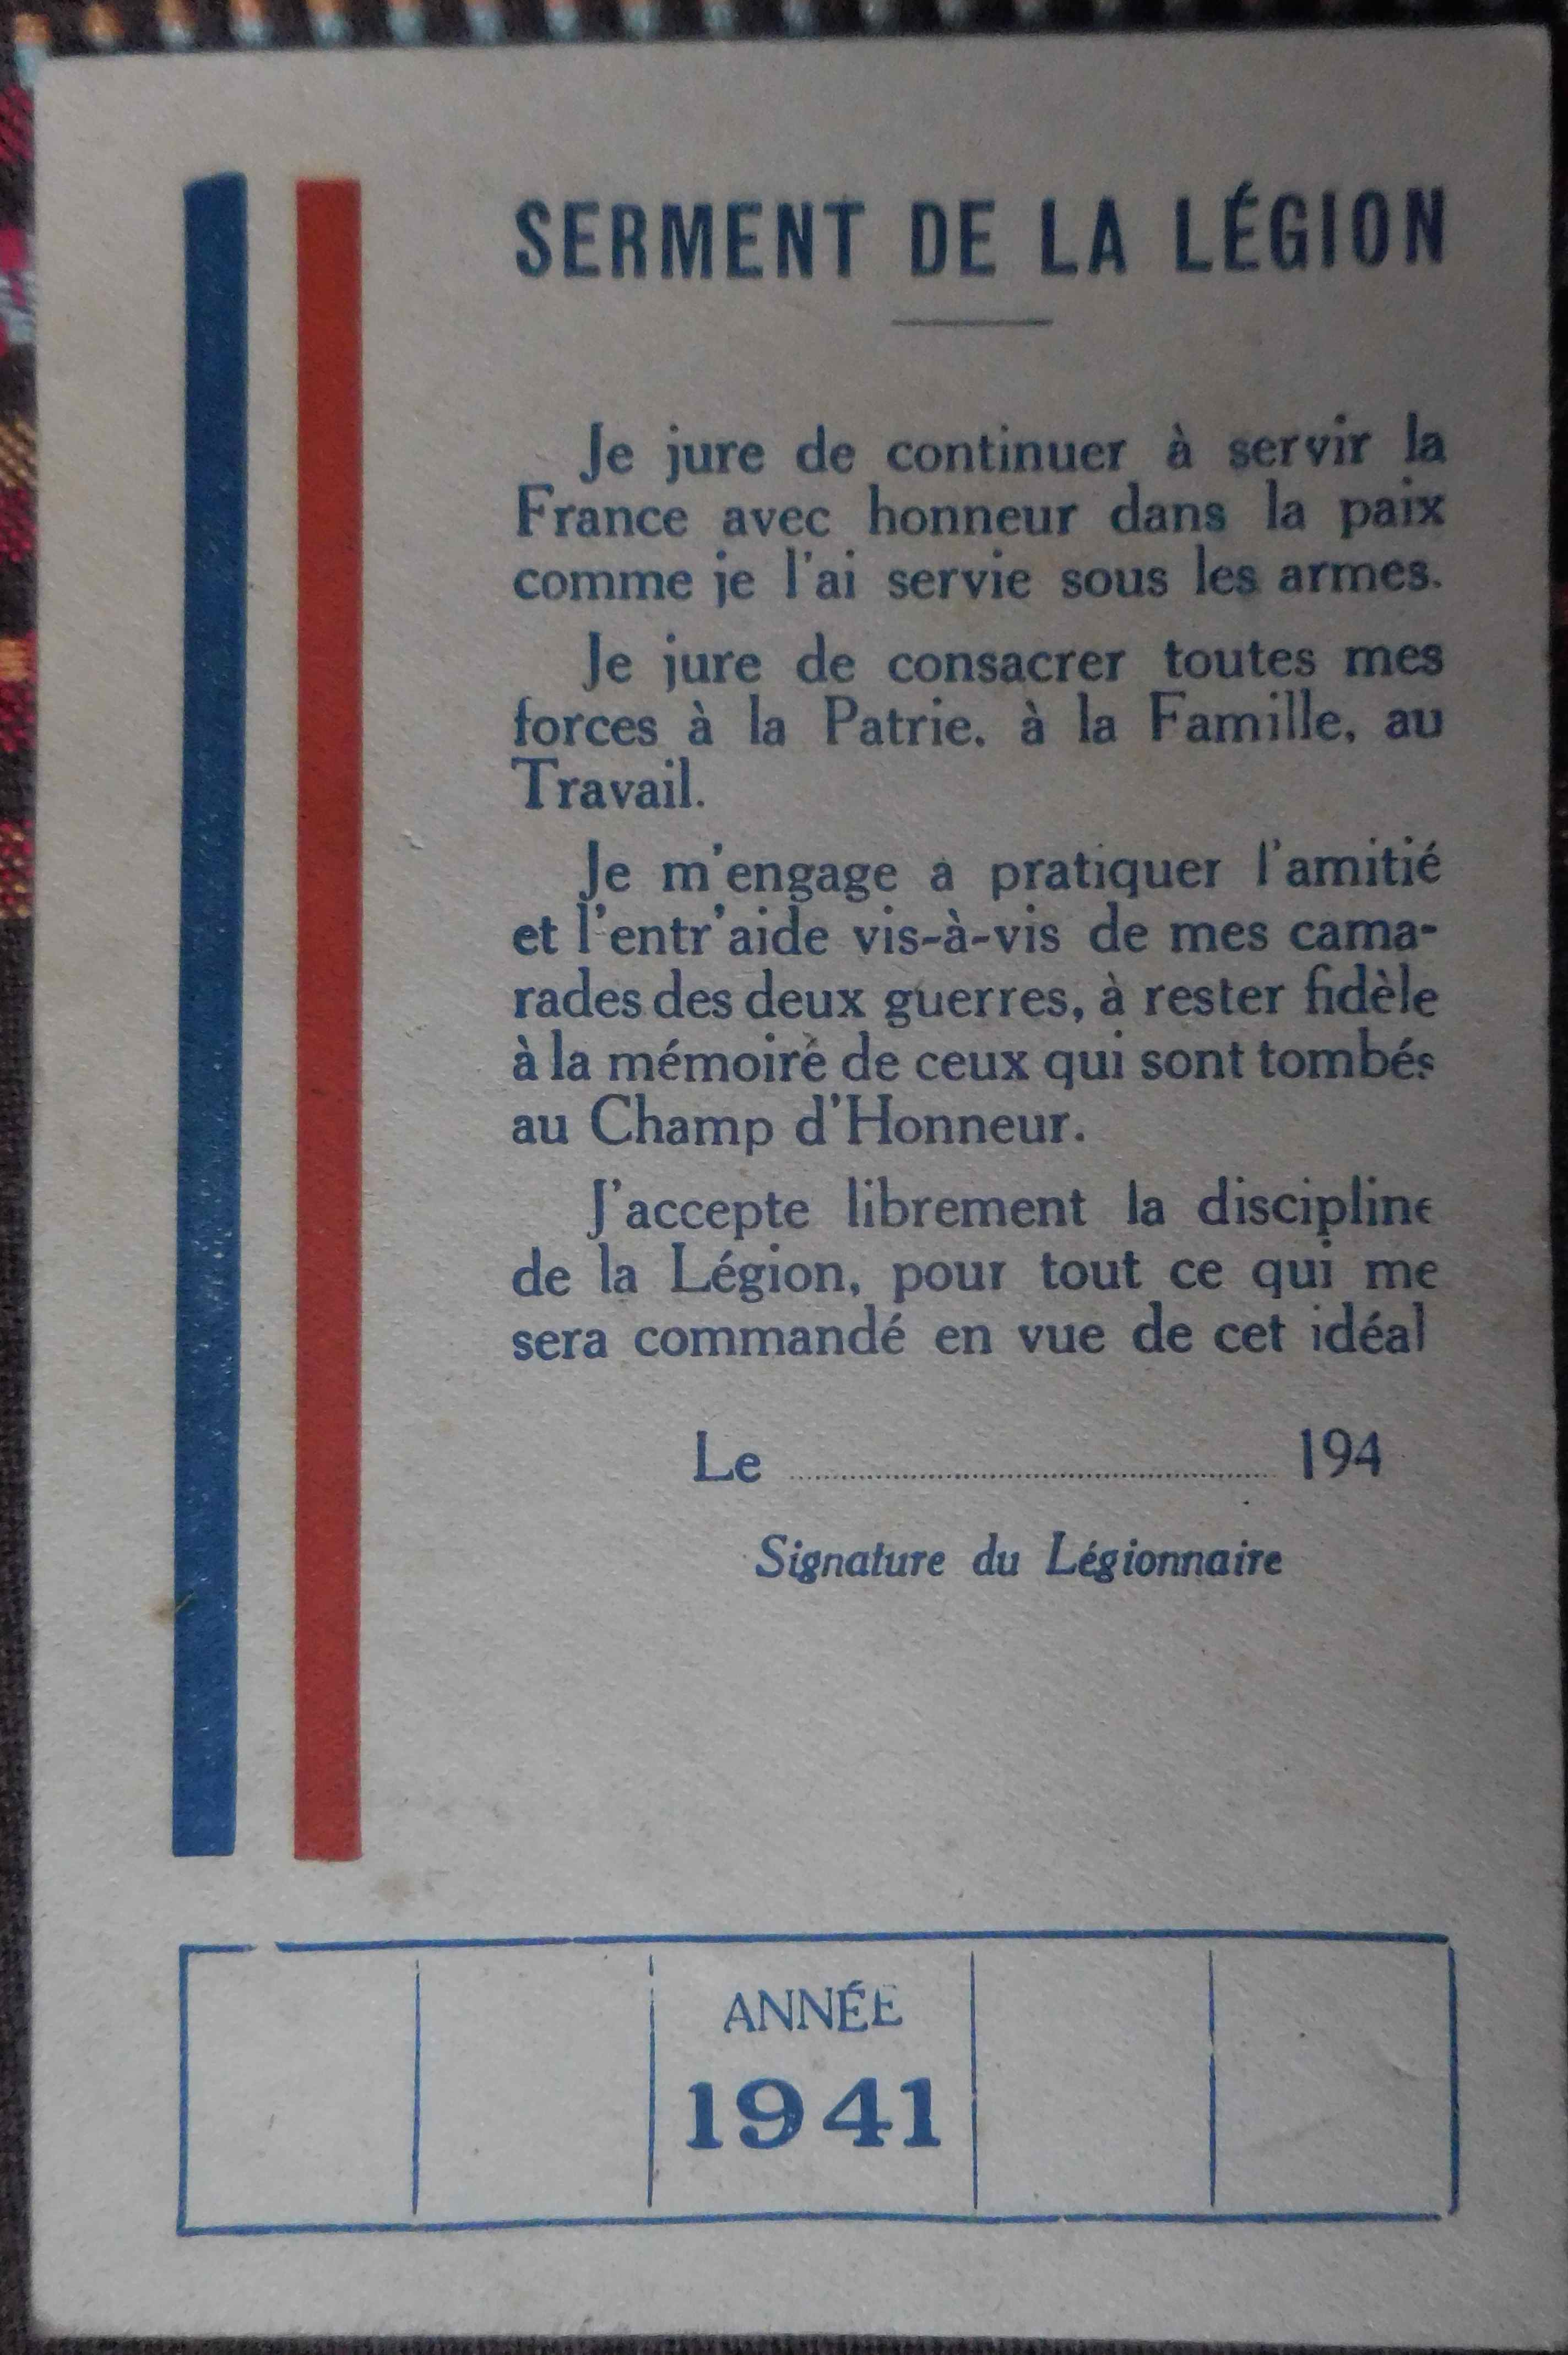 SERMENT DE LA LÉGION
Je jure de continuer à servir la
France avec honneur dans la paix
comme je l'ai servie sous les armes.
Je jure de consacrer toutes mes
forces à la Patrie, à la Famille, au
Travail.
Je m'engage à pratiquer l'amitié
et l'entr'aide vis-à-vis de mes cama-
rades des deux guerres, à rester fidèle
à la mémoire de ceux qui sont tombés
au Champ d'Honneur.
J'accepte librement la discipline
de la Légion, pour tout ce qui me
sera commandé en vue de cet idéal
Le ........................ 194
Signature du Légionnaire
ANNÉE
1941